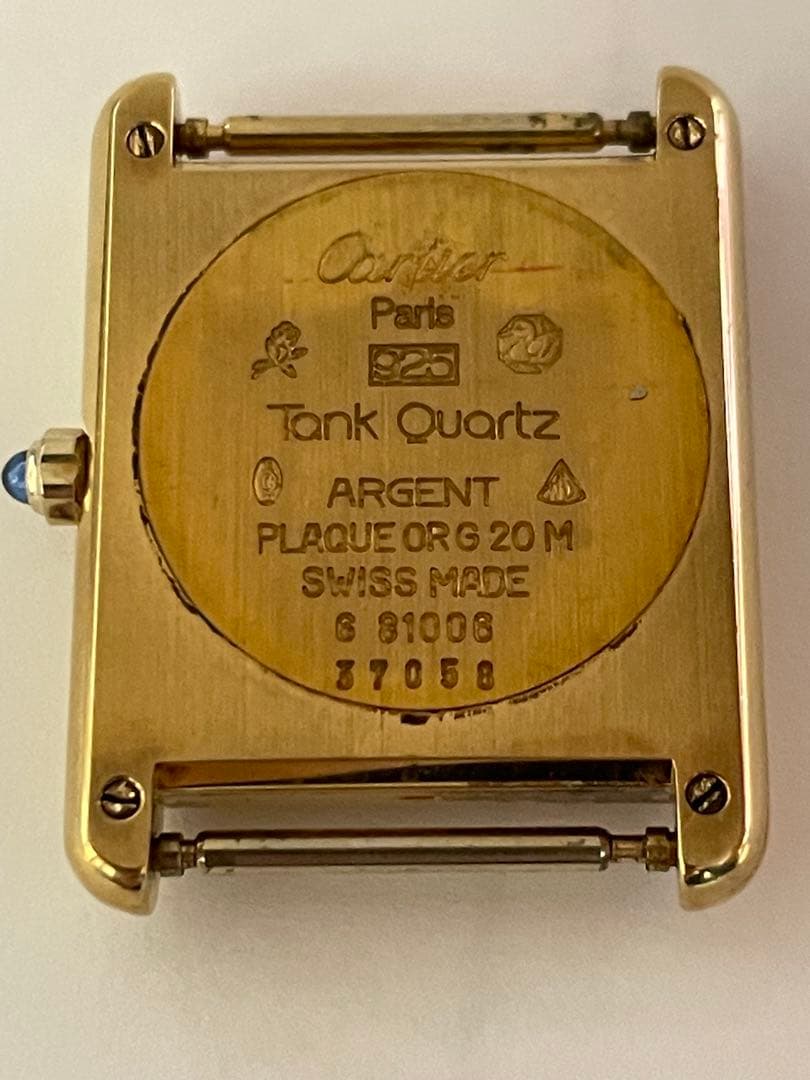 Cartier
Paris
925
Tank Quartz
ARGENT
PLAQUE OR G 20 M
SWISS MADE
6 81006
37058